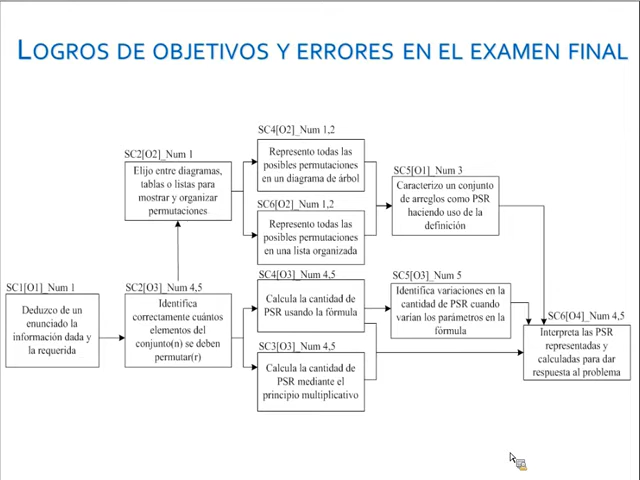 LOGROS DE OBJETIVOS Y ERRORES EN EL EXAMEN FINAL
SC4[O2]_Num 1,2
Represento todas las
posibles permutaciones
en un diagrama de árbol
SC2[O2]_Num 1
Elijo entre diagramas,
tablas o listas para
mostrar y organizar
permutaciones
SC5[O1]_Num 3
Caracterizo un conjunto
de arreglos como PSR
haciendo uso de la
definición
SC6[O2]_Num 1,2
Represento todas las
posibles permutaciones
en una lista organizada
SC1[O1]_Num 1
Deduzco de un
enunciado la
información dada y
la requerida
SC2[O3]_Num 4,5
Identifica
correctamente cuántos
elementos del
conjunto(n) se deben
permutar(r)
SC4[O3]_Num 4,5
Calcula la cantidad de
PSR usando la fórmula
SC5[O3]_Num 5
Identifica variaciones en la
cantidad de PSR cuando
varían los parámetros en la
fórmula
SC3[O3]_Num 4,5
Calcula la cantidad de
PSR mediante el
principio multiplicativo
SC6[O4]_Num 4,5
Interpreta las PSR
representadas y
calculadas para dar
respuesta al problema